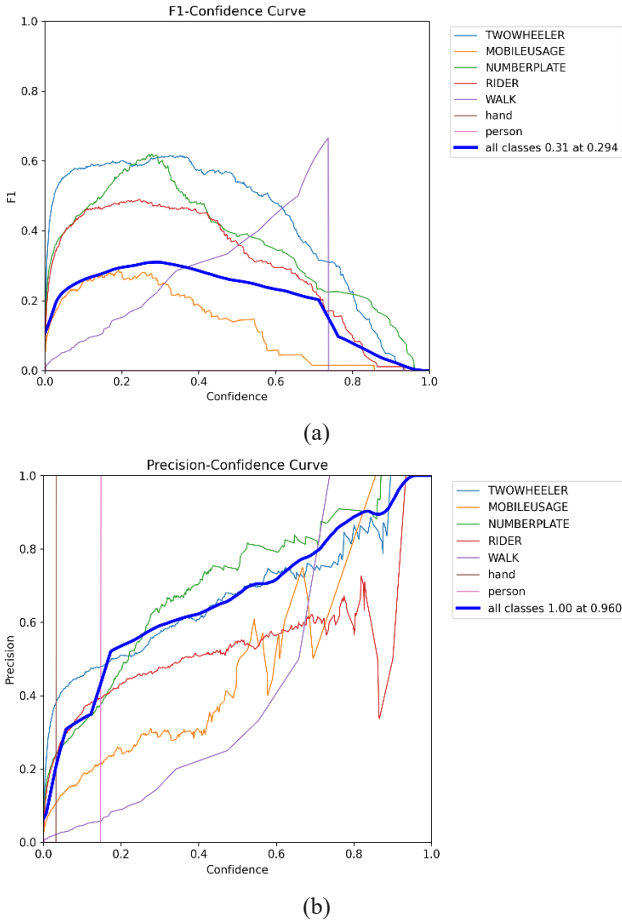 F1-Confidence Curve
1.0
0.8
0.6
0.4
0.2
0.0
F1
0.0 0.2 0.4 0.6 0.8 1.0
Confidence
TWOWHEELER
MOBILEUSAGE
NUMBERPLATE
RIDER
WALK
hand
person
all classes 0.31 at 0.294
(a)
Precision-Confidence Curve
1.0
0.8
0.6
0.4
0.2
0.0
Precision
0.0 0.2 0.4 0.6 0.8 1.0
Confidence
TWOWHEELER
MOBILEUSAGE
NUMBERPLATE
RIDER
WALK
hand
person
all classes 1.00 at 0.960
(b)